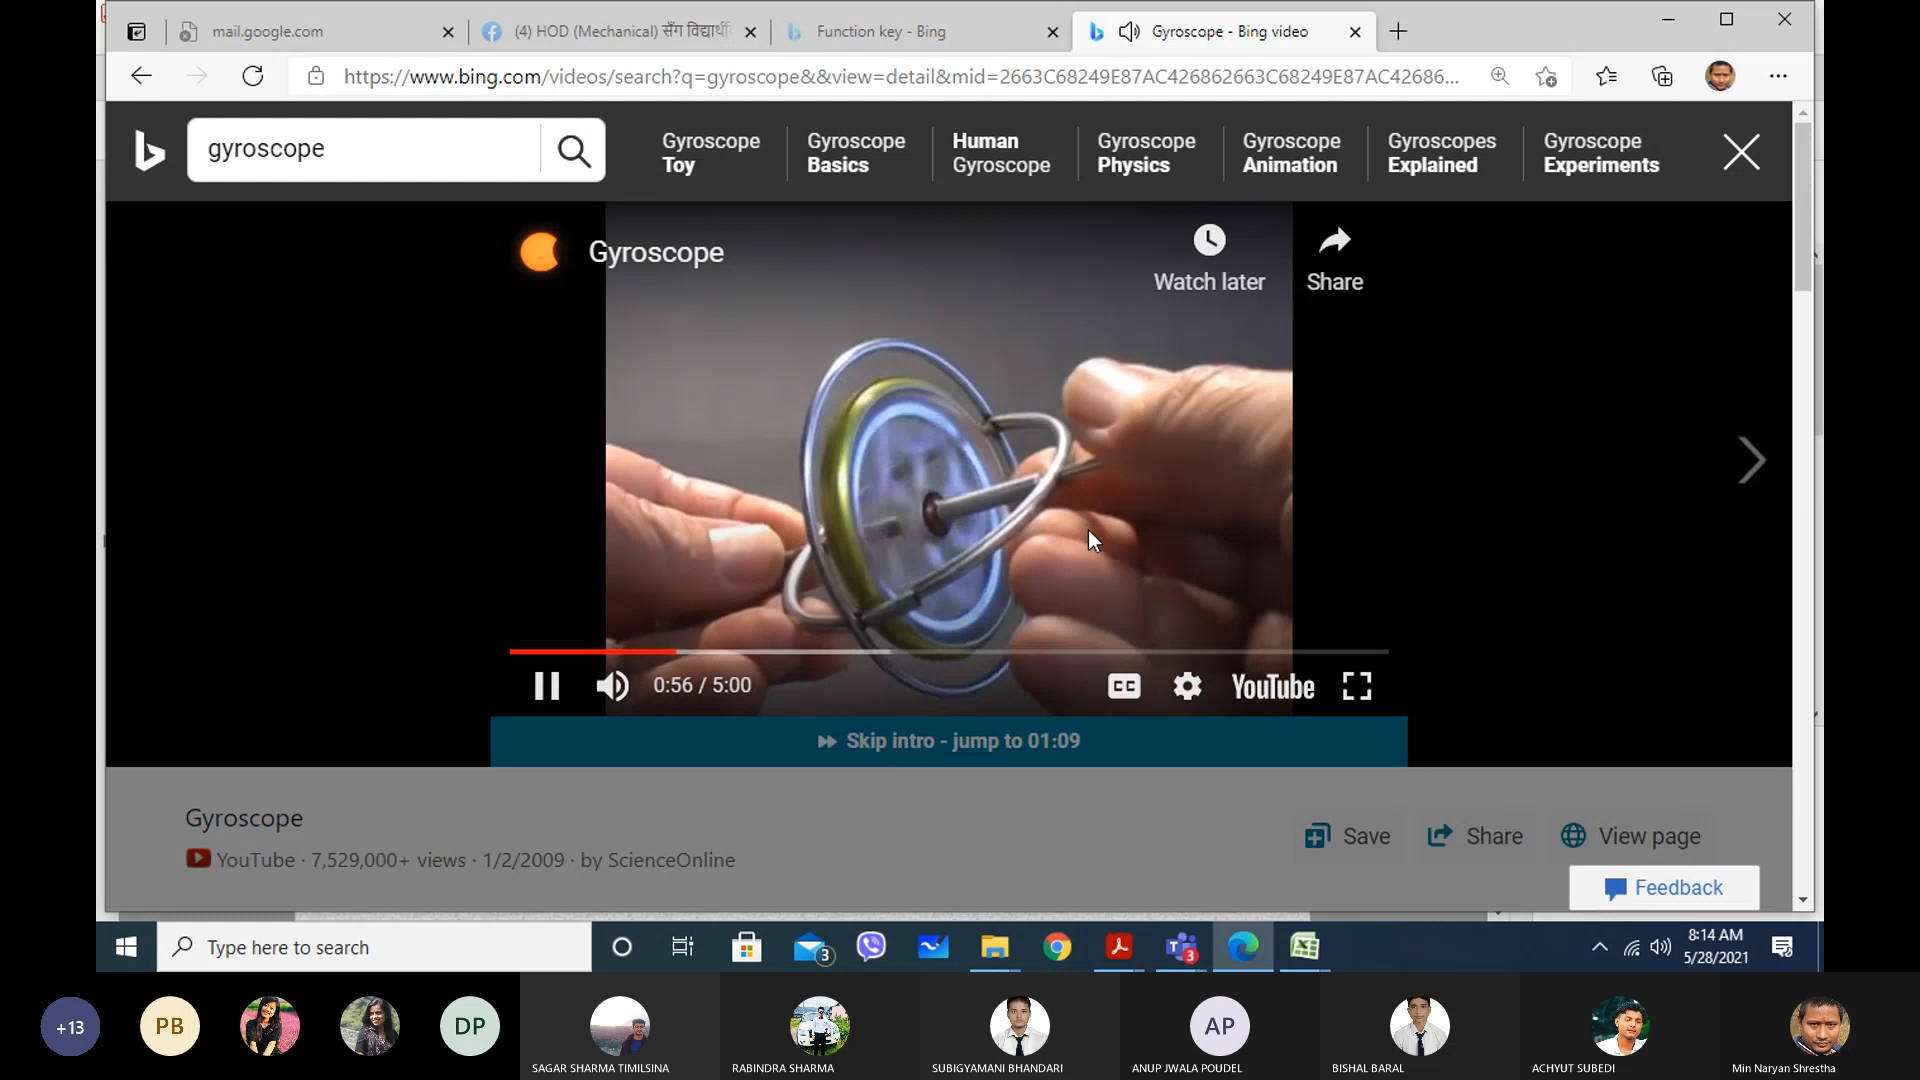 mail.google.com
(4) HOD (Mechanical) सँग विद्यार्थी
Function key - Bing
Gyroscope - Bing video
https://www.bing.com/videos/search?q=gyroscope&&view=detail&mid=2663C68249E87AC426862663C68249E87AC42686...
gyroscope
Gyroscope Toy
Gyroscope Basics
Human Gyroscope
Gyroscope Physics
Gyroscope Animation
Gyroscopes Explained
Gyroscope Experiments
Gyroscope
Watch later
Share
0:56 / 5:00
CC
YouTube
Skip intro - jump to 01:09
Gyroscope
YouTube · 7,529,000+ views · 1/2/2009 · by ScienceOnline
Save
Share
View page
Feedback
Type here to search
3
3
8:14 AM
5/28/2021
+13
PB
DP
AP
SAGAR SHARMA TIMILSINA
RABINDRA SHARMA
SUBIGYAMANI BHANDARI
ANUP JWALA POUDEL
BISHAL BARAL
ACHYUT SUBEDI
Min Naryan Shrestha